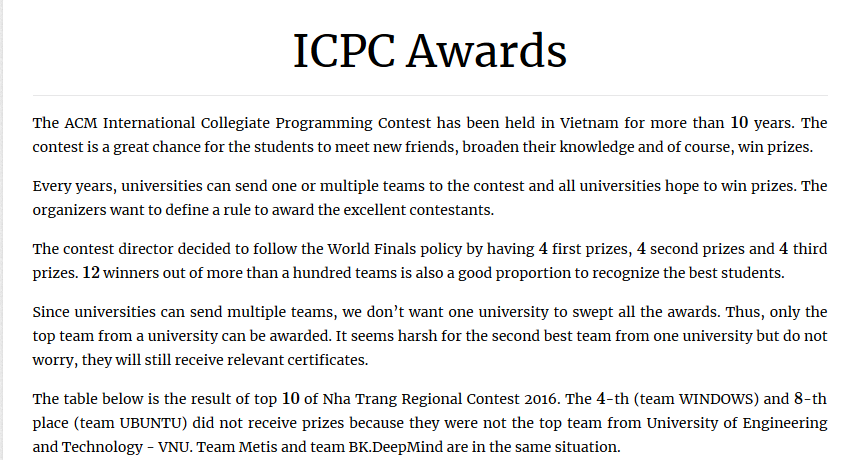 ICPC Awards
The ACM International Collegiate Programming Contest has been held in Vietnam for more than 10 years. The
contest is a great chance for the students to meet new friends, broaden their knowledge and of course, win prizes.
Every years, universities can send one or multiple teams to the contest and all universities hope to win prizes. The
organizers want to define a rule to award the excellent contestants.
The contest director decided to follow the World Finals policy by having 4 first prizes, 4 second prizes and 4 third
prizes. 12 winners out of more than a hundred teams is also a good proportion to recognize the best students.
Since universities can send multiple teams, we don’t want one university to swept all the awards. Thus, only the
top team from a university can be awarded. It seems harsh for the second best team from one university but do not
worry, they will still receive relevant certificates.
The table below is the result of top 10 of Nha Trang Regional Contest 2016. The 4-th (team WINDOWS) and 8-th
place (team UBUNTU) did not receive prizes because they were not the top team from University of Engineering
and Technology - VNU. Team Metis and team BK.DeepMind are in the same situation.